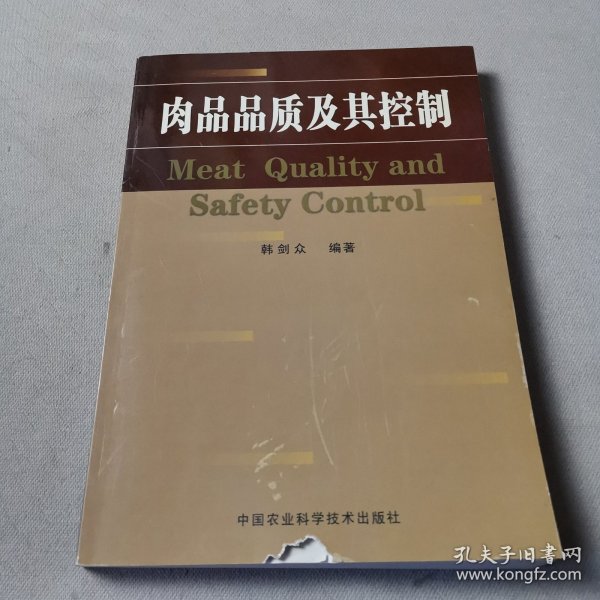 肉品品质及其控制
Meat Quality and
Safety Control
韩剑众 编著
中国农业科学技术出版社
孔夫子旧书网
www.kongfz.com